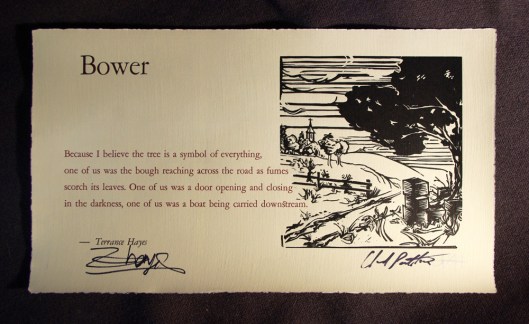 Bower
Because I believe the tree is a symbol of everything,
one of us was the bough reaching across the road as fumes
scorch its leaves. One of us was a door opening and closing
in the darkness, one of us was a boat being carried downstream.
— Terrance Hayes